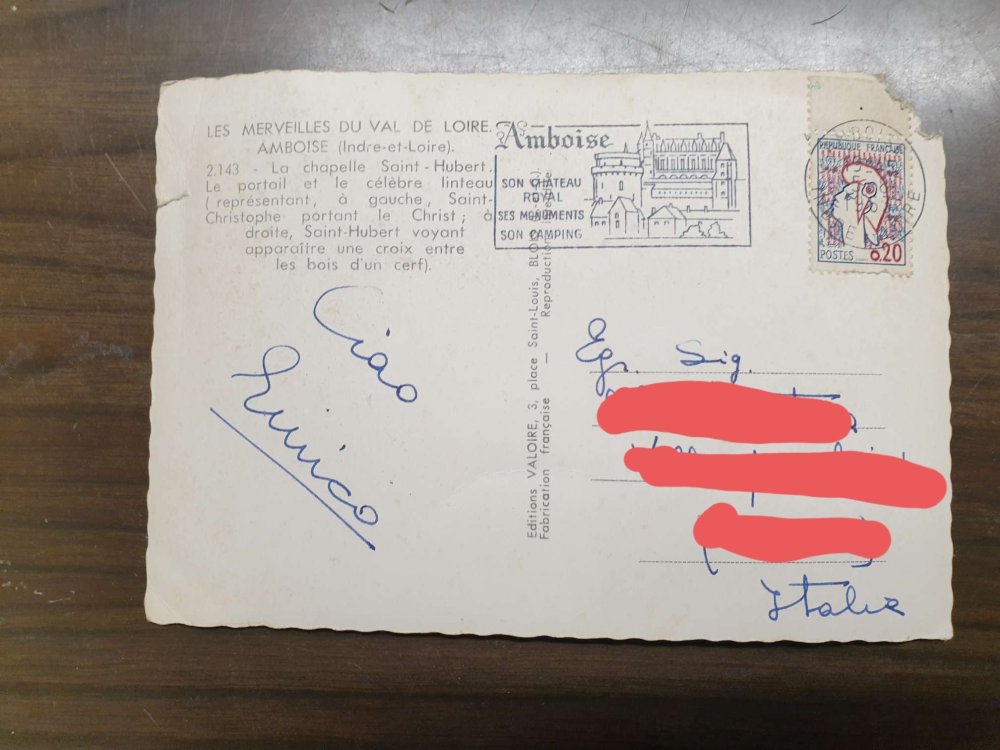 LES MERVEILLES DU VAL DE LOIRE.
AMBOISE (Indre-et-Loire).
2.143 - La chapelle Saint-Hubert.
Le portail et le célèbre linteau
(représentant, à gauche, Saint-
Christophe portant le Christ ; à
droite, Saint-Hubert voyant
apparaître une croix entre
les bois d'un cerf).
Amboise
SON CHÂTEAU
ROYAL
SES MONUMENTS
SON CAMPING
REPUBLIQUE FRANÇAISE
POSTES 0,20
Ciao
Editions VALOIRE, 3, place Saint-Louis, BLOIS
Fabrication française — Reproduction
Egr. Sig.
Italia